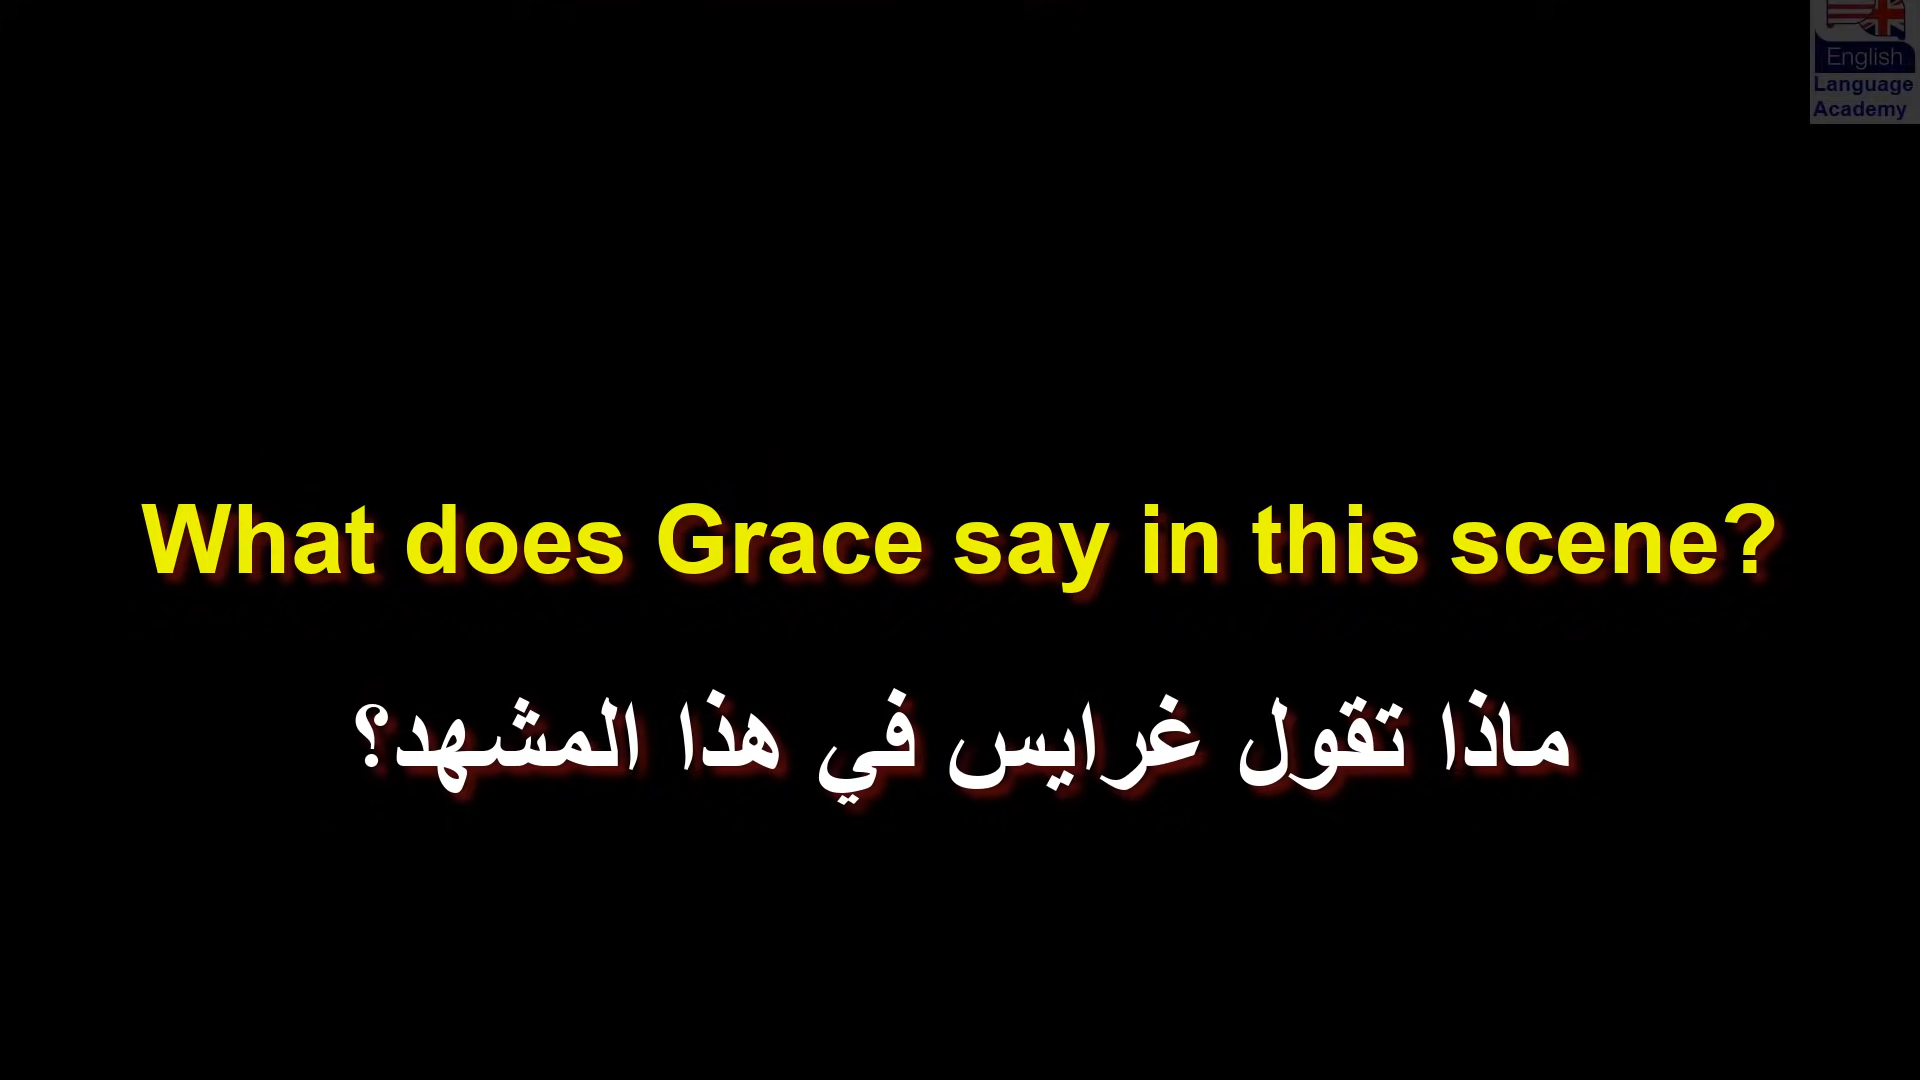 English
Language
Academy
What does Grace say in this scene?
ماذا تقول غرايس في هذا المشهد؟